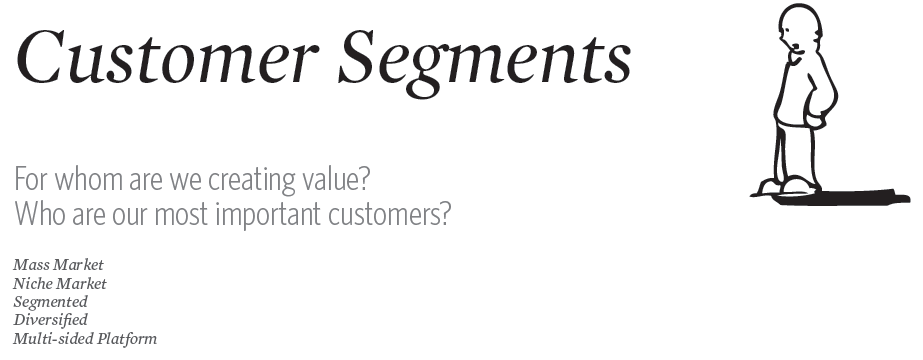 Customer Segments
For whom are we creating value?
Who are our most important customers?
Mass Market
Niche Market
Segmented
Diversified
Multi-sided Platform